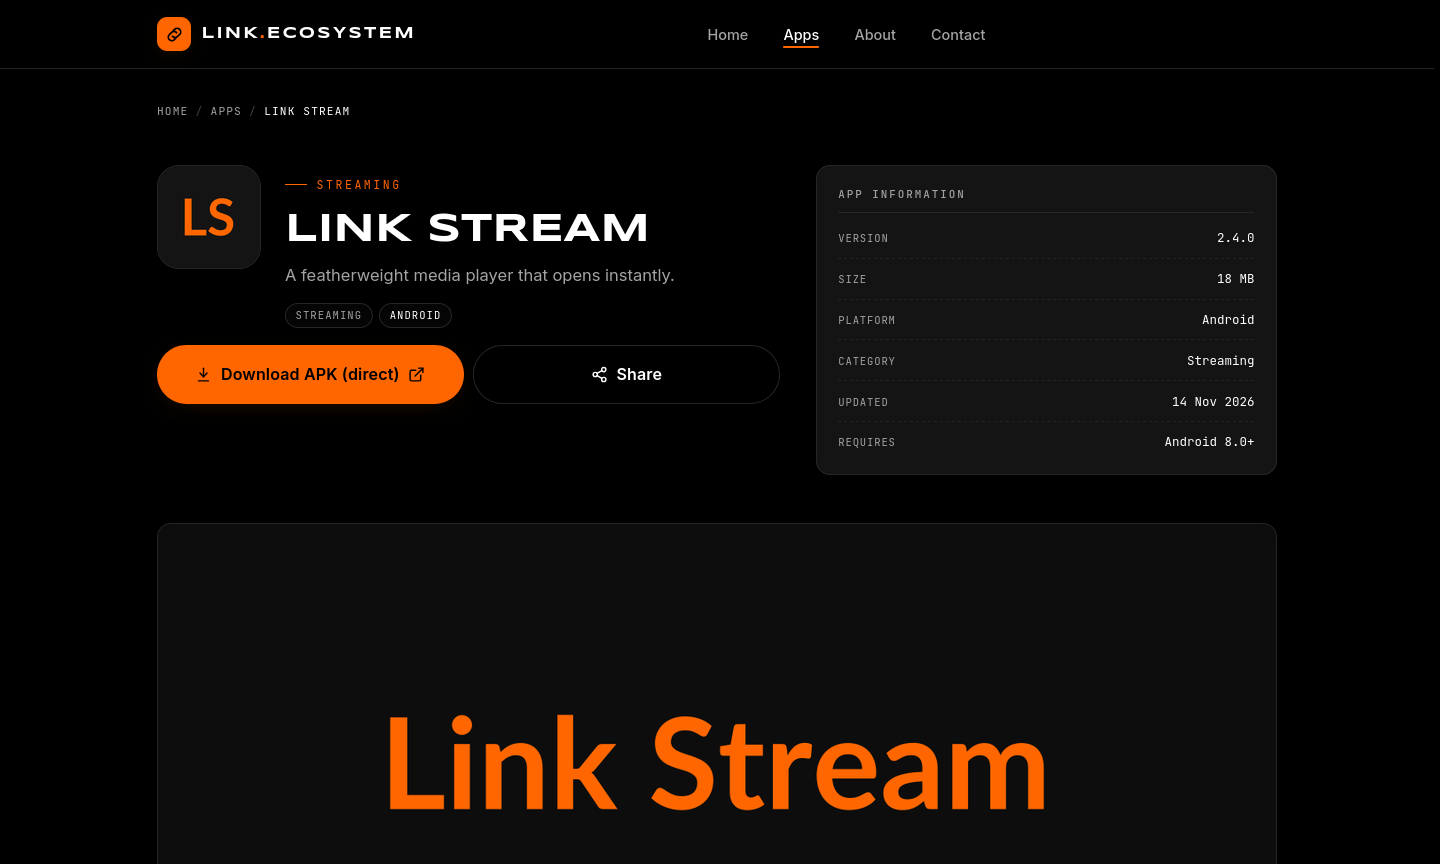 LINK.ECOSYSTEM
Home
Apps
About
Contact
HOME / APPS / LINK STREAM
LS
STREAMING
LINK STREAM
A featherweight media player that opens instantly.
STREAMING
ANDROID
Download APK (direct)
Share
APP INFORMATION
VERSION 2.4.0
SIZE 18 MB
PLATFORM Android
CATEGORY Streaming
UPDATED 14 Nov 2026
REQUIRES Android 8.0+
Link Stream